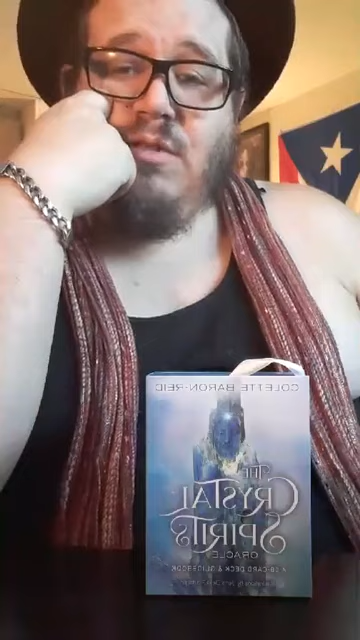 COLETTE BARON-REID
THE
CRYSTAL
SPIRITS
ORACLE
A 58-CARD DECK & GUIDEBOOK